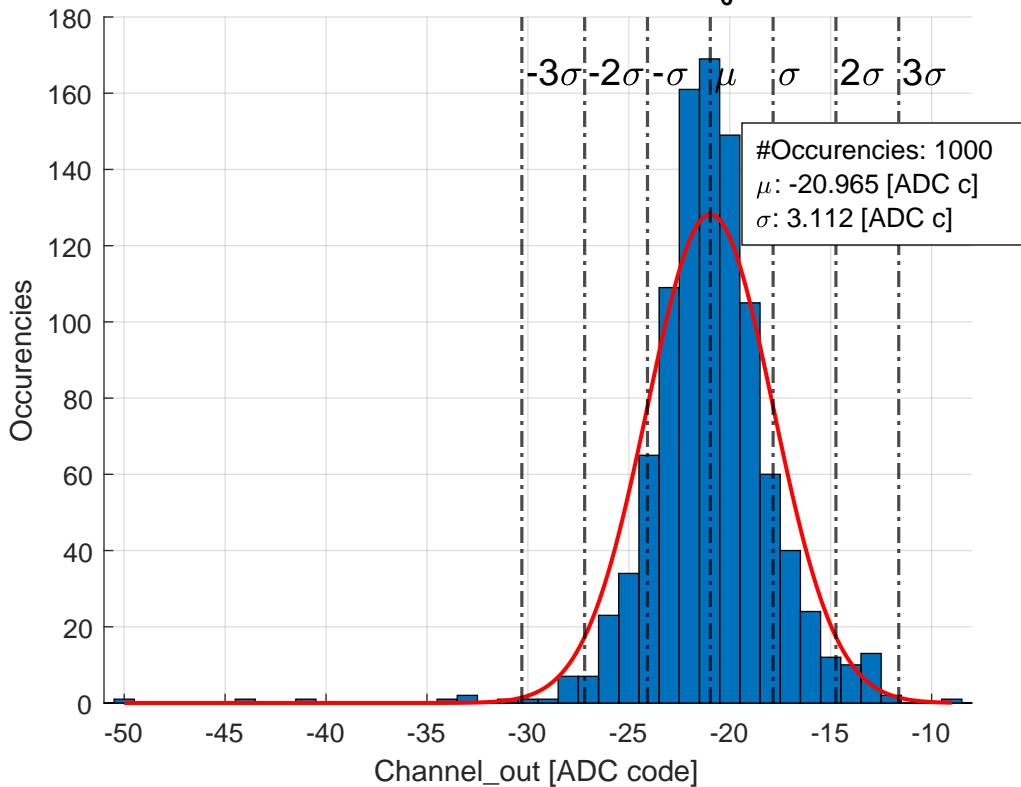 180
160
140
120
100
80
60
40
20
0
-3σ -2σ -σ μ σ 2σ 3σ
#Occurencies: 1000
μ: -20.965 [ADC c]
σ: 3.112 [ADC c]
Occurencies
-50 -45 -40 -35 -30 -25 -20 -15 -10
Channel_out [ADC code]